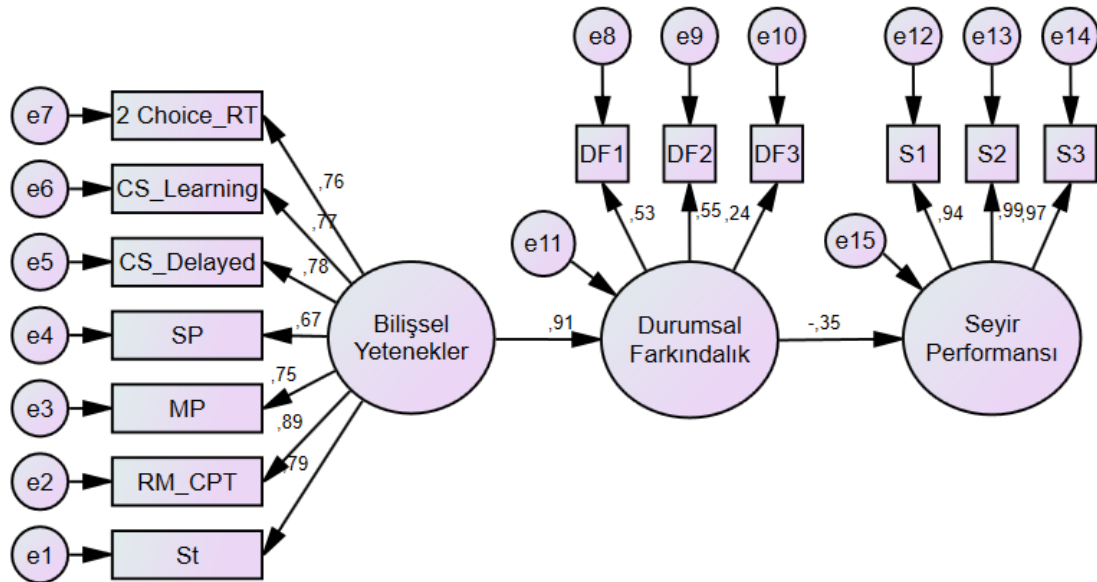 e8
e9
e10
e12
e13
e14
e7
2 Choice_RT
DF1
DF2
DF3
S1
S2
S3
e6
CS_Learning
,76
,77
,53
,55
,24
,94
,99
,97
e11
e15
e5
CS_Delayed
,78
e4
SP
,67
Bilişsel
Yetenekler
,91
Durumsal
Farkındalık
-,35
Seyir
Performansı
e3
MP
,75
,89
e2
RM_CPT
,79
e1
St